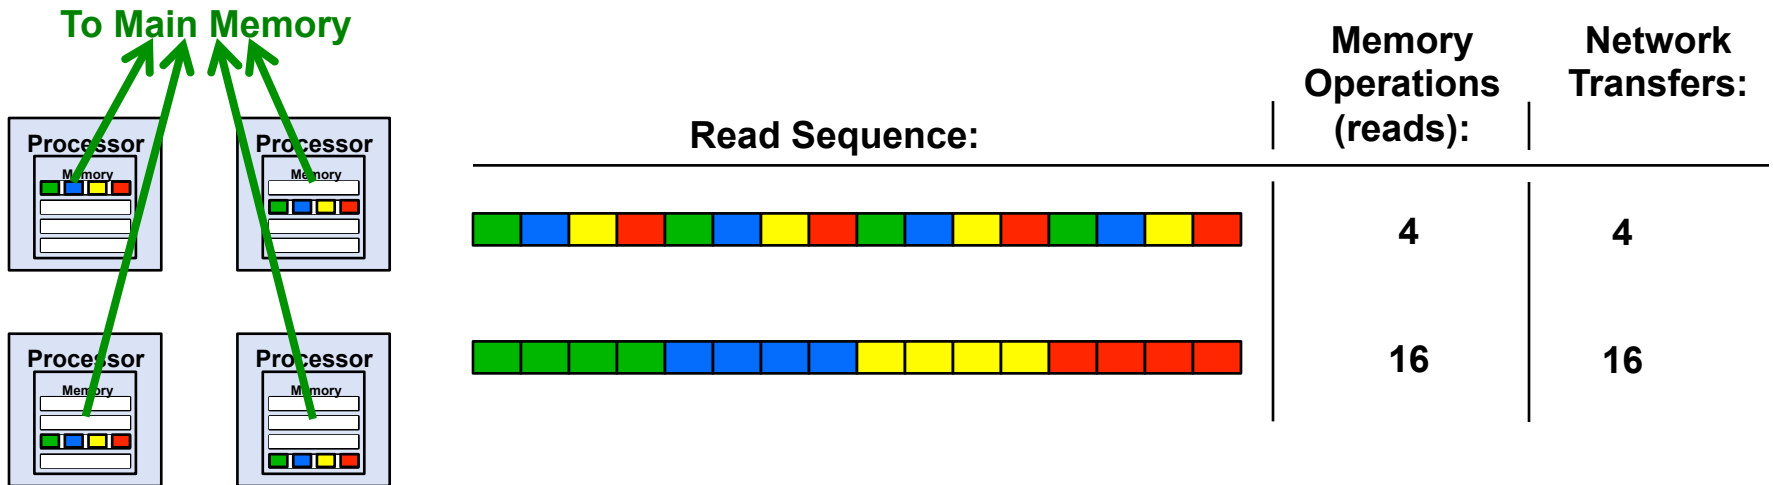 To Main Memory
Processor
Memory
Processor
Memory
Processor
Memory
Processor
Memory
Read Sequence:
Memory
Operations
(reads):
Network
Transfers:
4
4
16
16